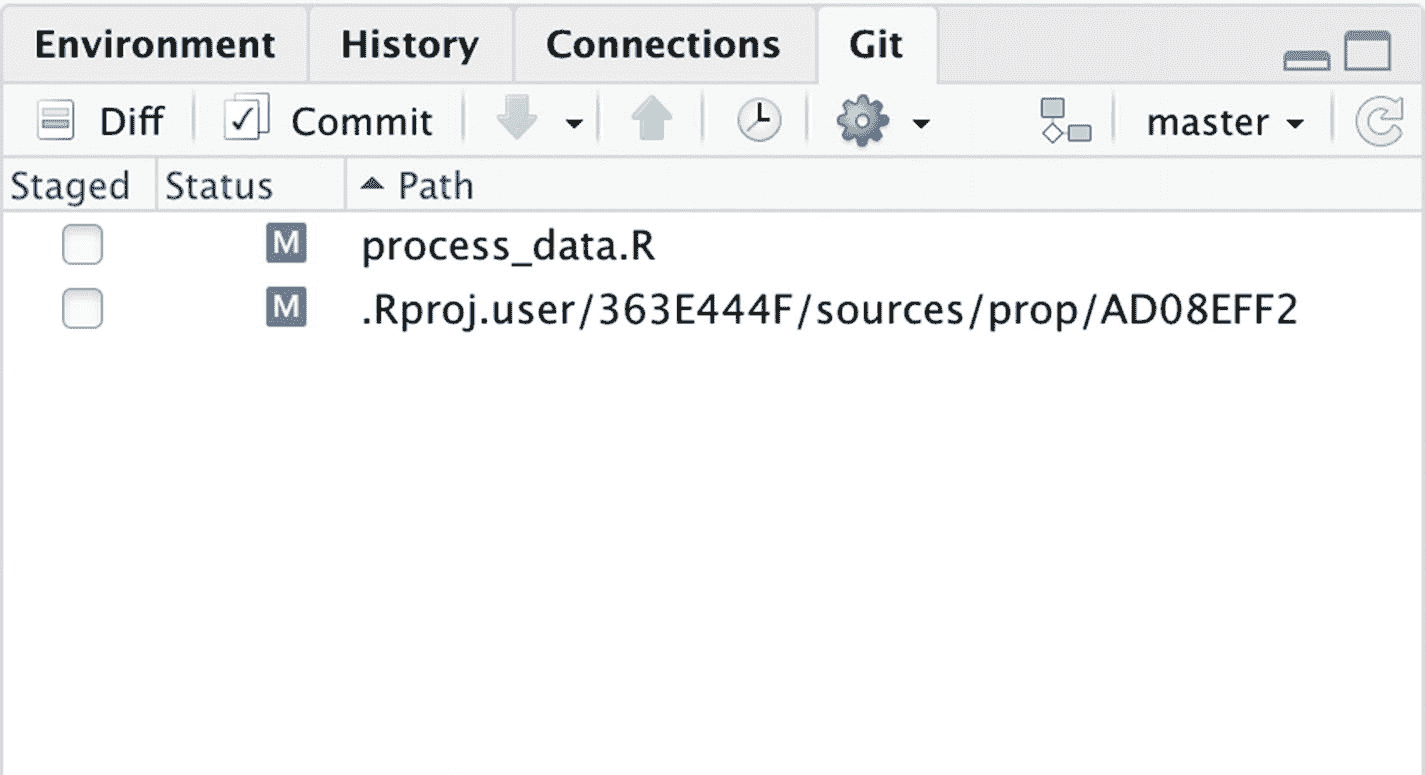 Environment History Connections Git
Diff Commit master
Staged Status Path
M process_data.R
M .Rproj.user/363E444F/sources/prop/AD08EFF2